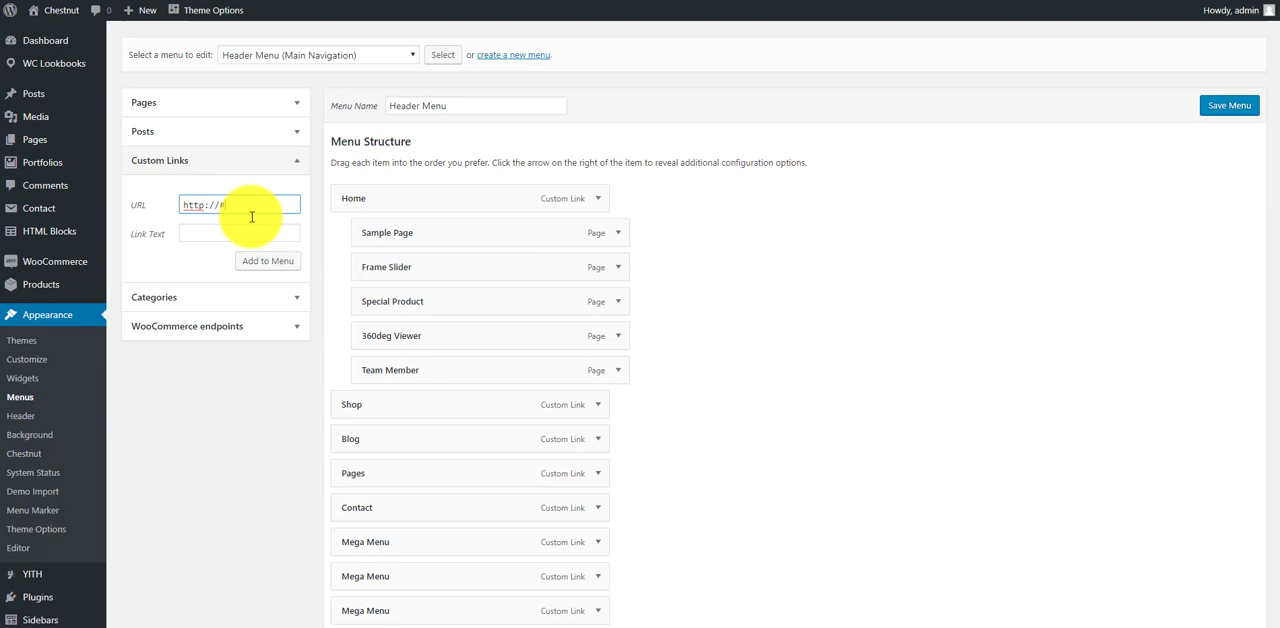 Chestnut 0 New Theme Options Howdy, admin
Dashboard
WC Lookbooks
Posts
Media
Pages
Portfolios
Comments
Contact
HTML Blocks
WooCommerce
Products
Appearance
Themes
Customize
Widgets
Menus
Header
Background
Chestnut
System Status
Demo Import
Menu Marker
Theme Options
Editor
YITH
Plugins
Sidebars
Select a menu to edit: Header Menu (Main Navigation) Select or create a new menu.
Pages
Posts
Custom Links
URL http://#
Link Text
Add to Menu
Categories
WooCommerce endpoints
Menu Name Header Menu Save Menu
Menu Structure
Drag each item into the order you prefer. Click the arrow on the right of the item to reveal additional configuration options.
Home Custom Link
Sample Page Page
Frame Slider Page
Special Product Page
360deg Viewer Page
Team Member Page
Shop Custom Link
Blog Custom Link
Pages Custom Link
Contact Custom Link
Mega Menu Custom Link
Mega Menu Custom Link
Mega Menu Custom Link